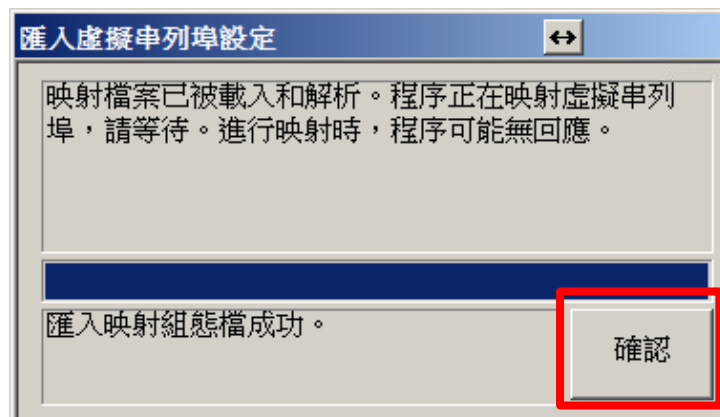 匯入虛擬串列埠設定
映射檔案已被載入和解析。程序正在映射虛擬串列
埠，請等待。進行映射時，程序可能無回應。
匯入映射組態檔成功。
確認